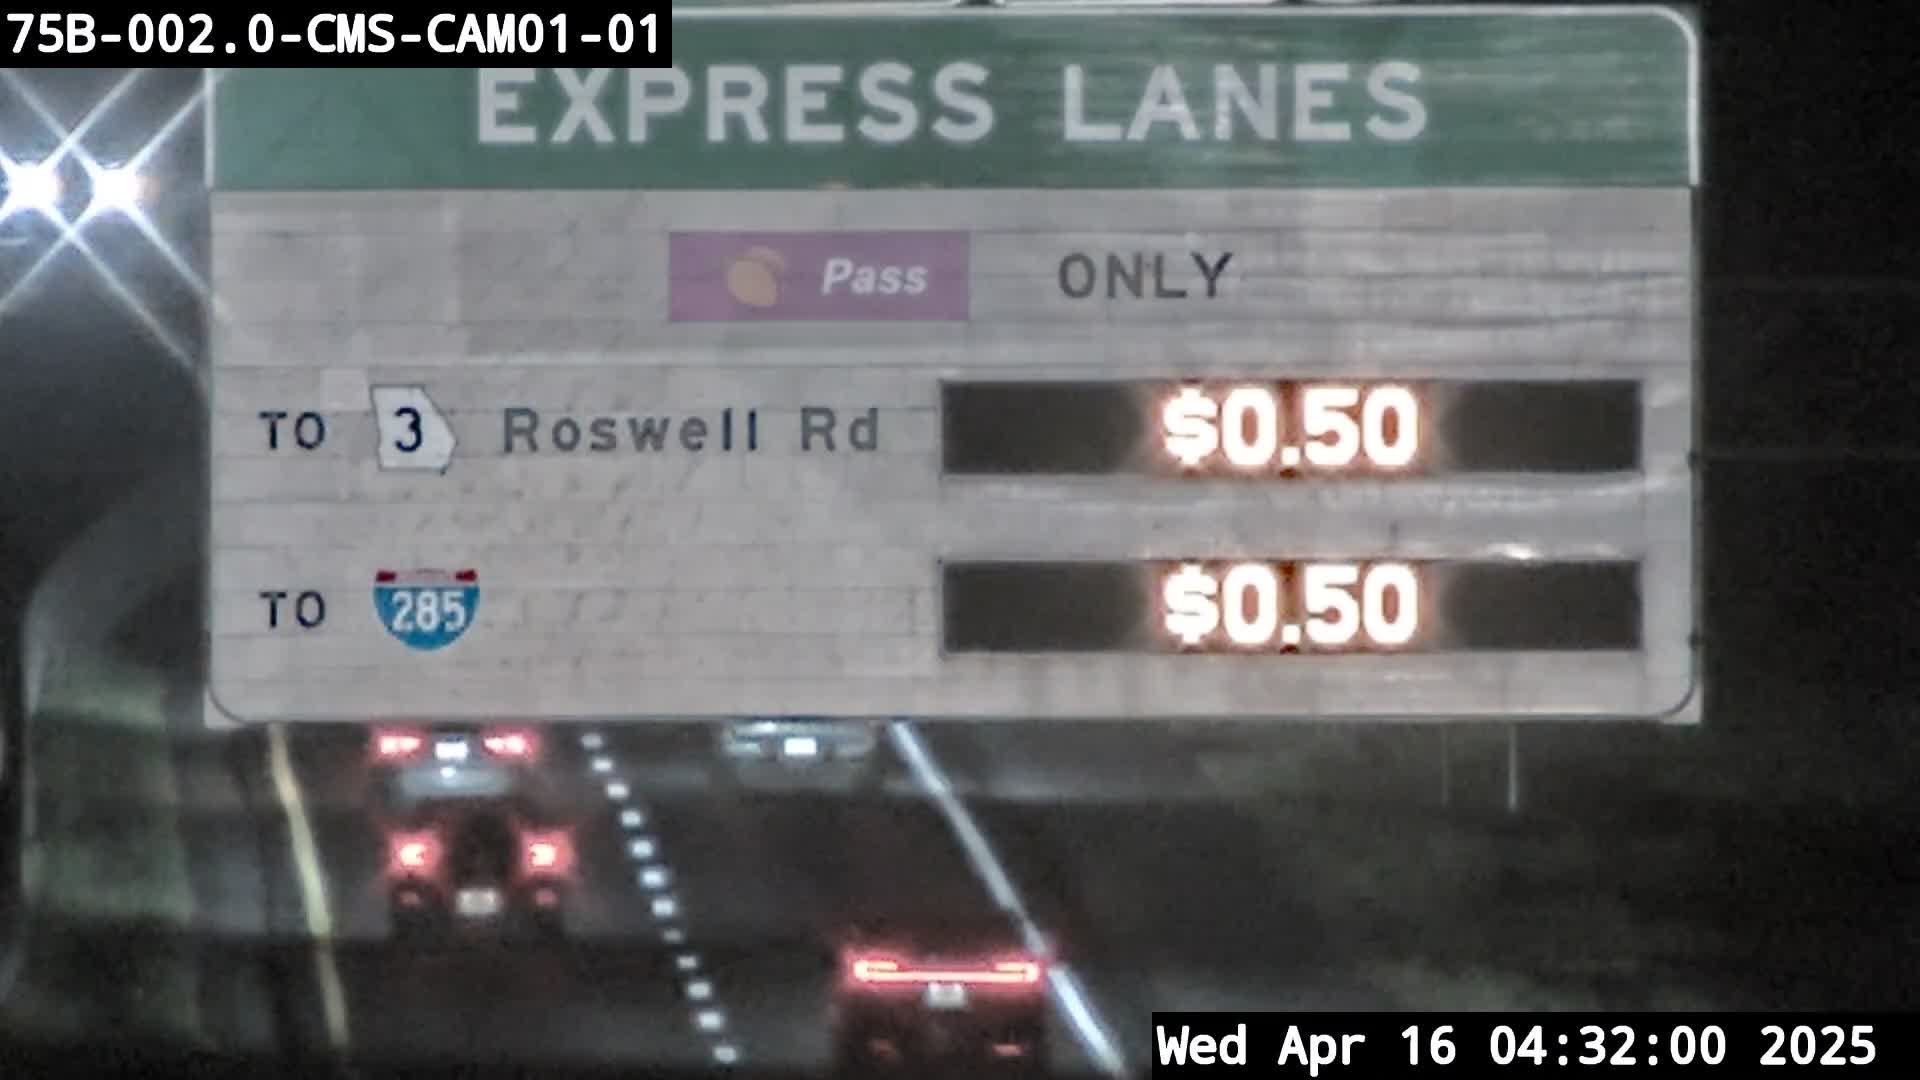 75B-002.0-CMS-CAM01-01
EXPRESS LANES
Pass ONLY
TO 3 Roswell Rd $0.50
TO 285 $0.50
Wed Apr 16 04:32:00 2025